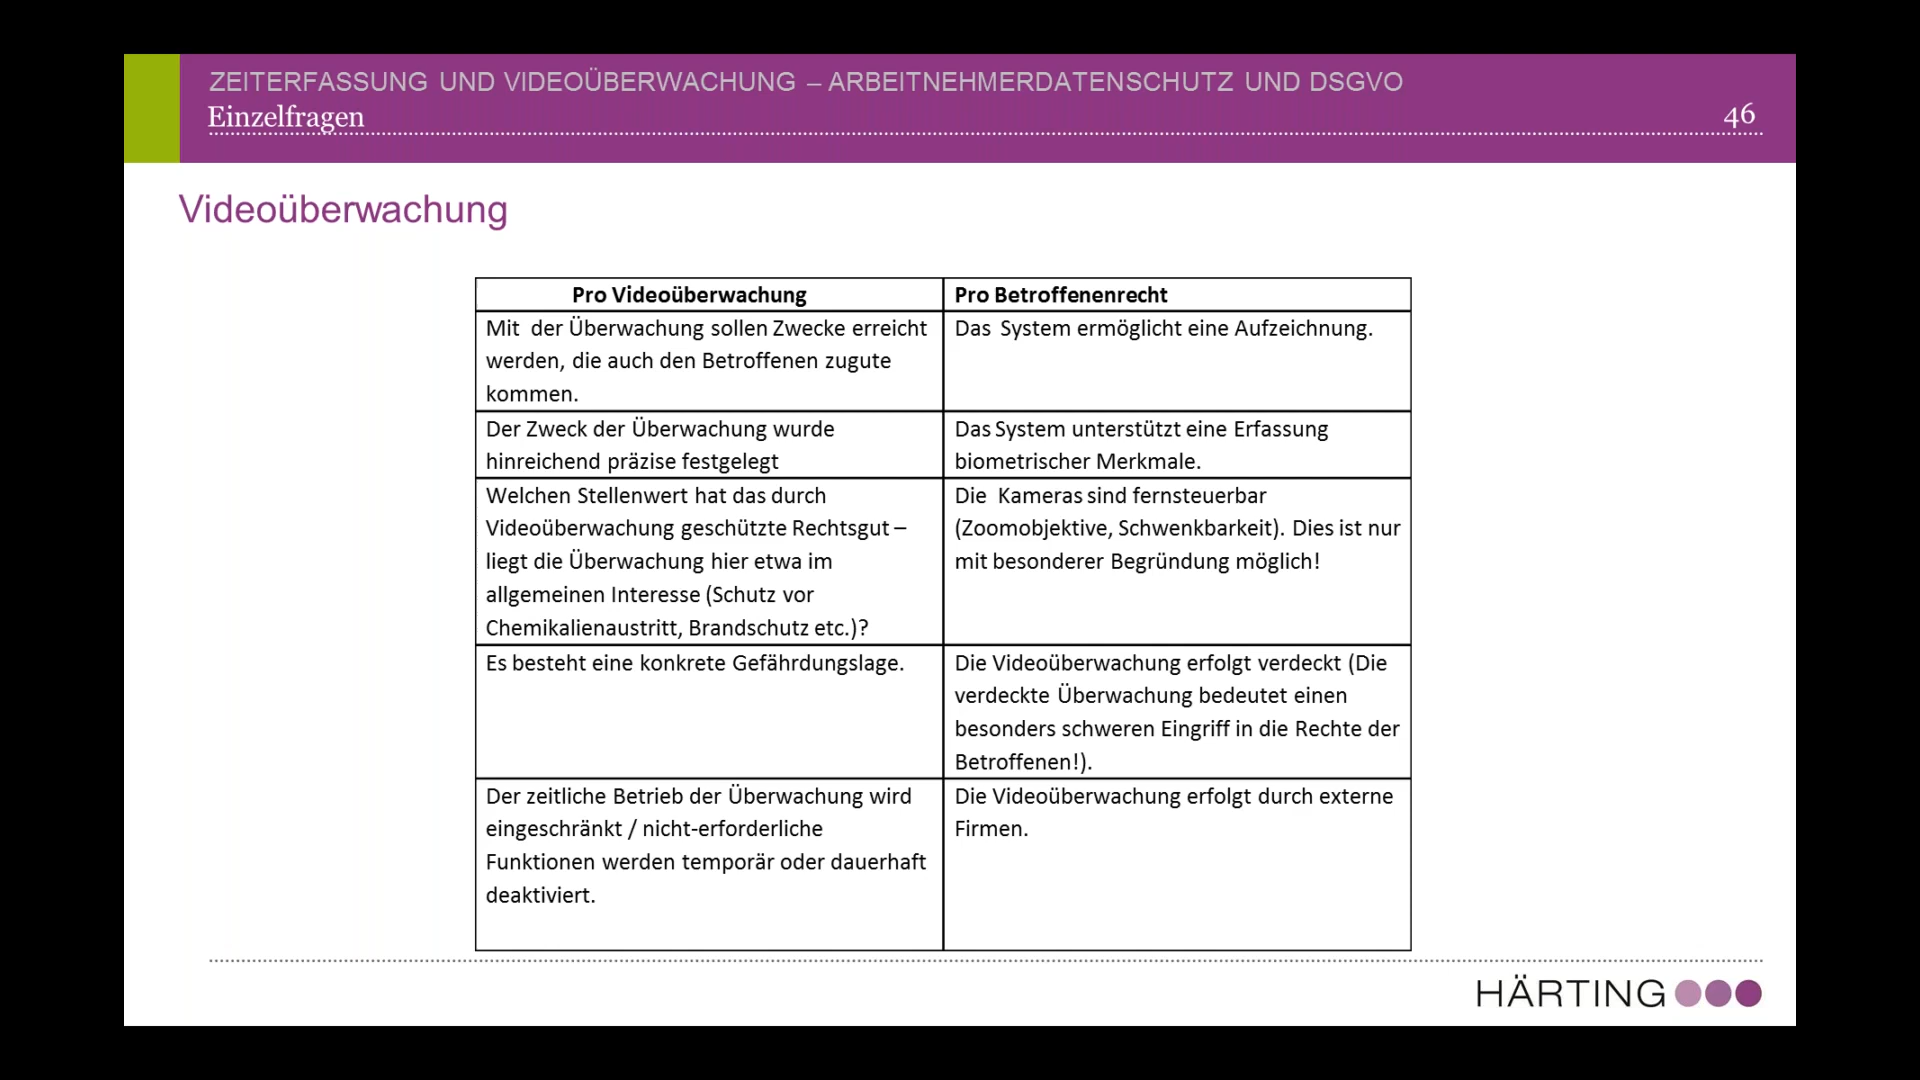 ZEITERFASSUNG UND VIDEOÜBERWACHUNG – ARBEITNEHMERDATENSCHUTZ UND DSGVO
Einzelfragen
46
Videoüberwachung
Pro Videoüberwachung
Pro Betroffenenrecht
Mit der Überwachung sollen Zwecke erreicht
werden, die auch den Betroffenen zugute
kommen.
Das System ermöglicht eine Aufzeichnung.
Der Zweck der Überwachung wurde
hinreichend präzise festgelegt
Das System unterstützt eine Erfassung
biometrischer Merkmale.
Welchen Stellenwert hat das durch
Videoüberwachung geschützte Rechtsgut –
liegt die Überwachung hier etwa im
allgemeinen Interesse (Schutz vor
Chemikalienaustritt, Brandschutz etc.)?
Die Kameras sind fernsteuerbar
(Zoomobjektive, Schwenkbarkeit). Dies ist nur
mit besonderer Begründung möglich!
Es besteht eine konkrete Gefährdungslage.
Die Videoüberwachung erfolgt verdeckt (Die
verdeckte Überwachung bedeutet einen
besonders schweren Eingriff in die Rechte der
Betroffenen!).
Der zeitliche Betrieb der Überwachung wird
eingeschränkt / nicht-erforderliche
Funktionen werden temporär oder dauerhaft
deaktiviert.
Die Videoüberwachung erfolgt durch externe
Firmen.
HÄRTING